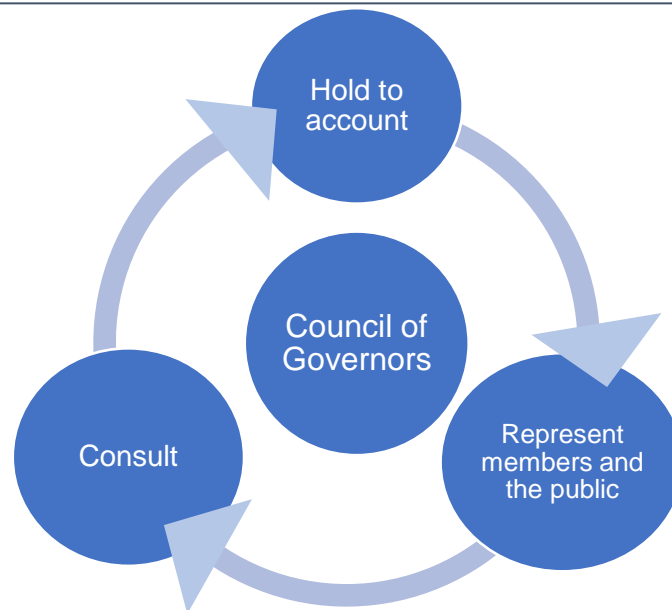 Hold to
account
Council of
Governors
Represent
members and
the public
Consult